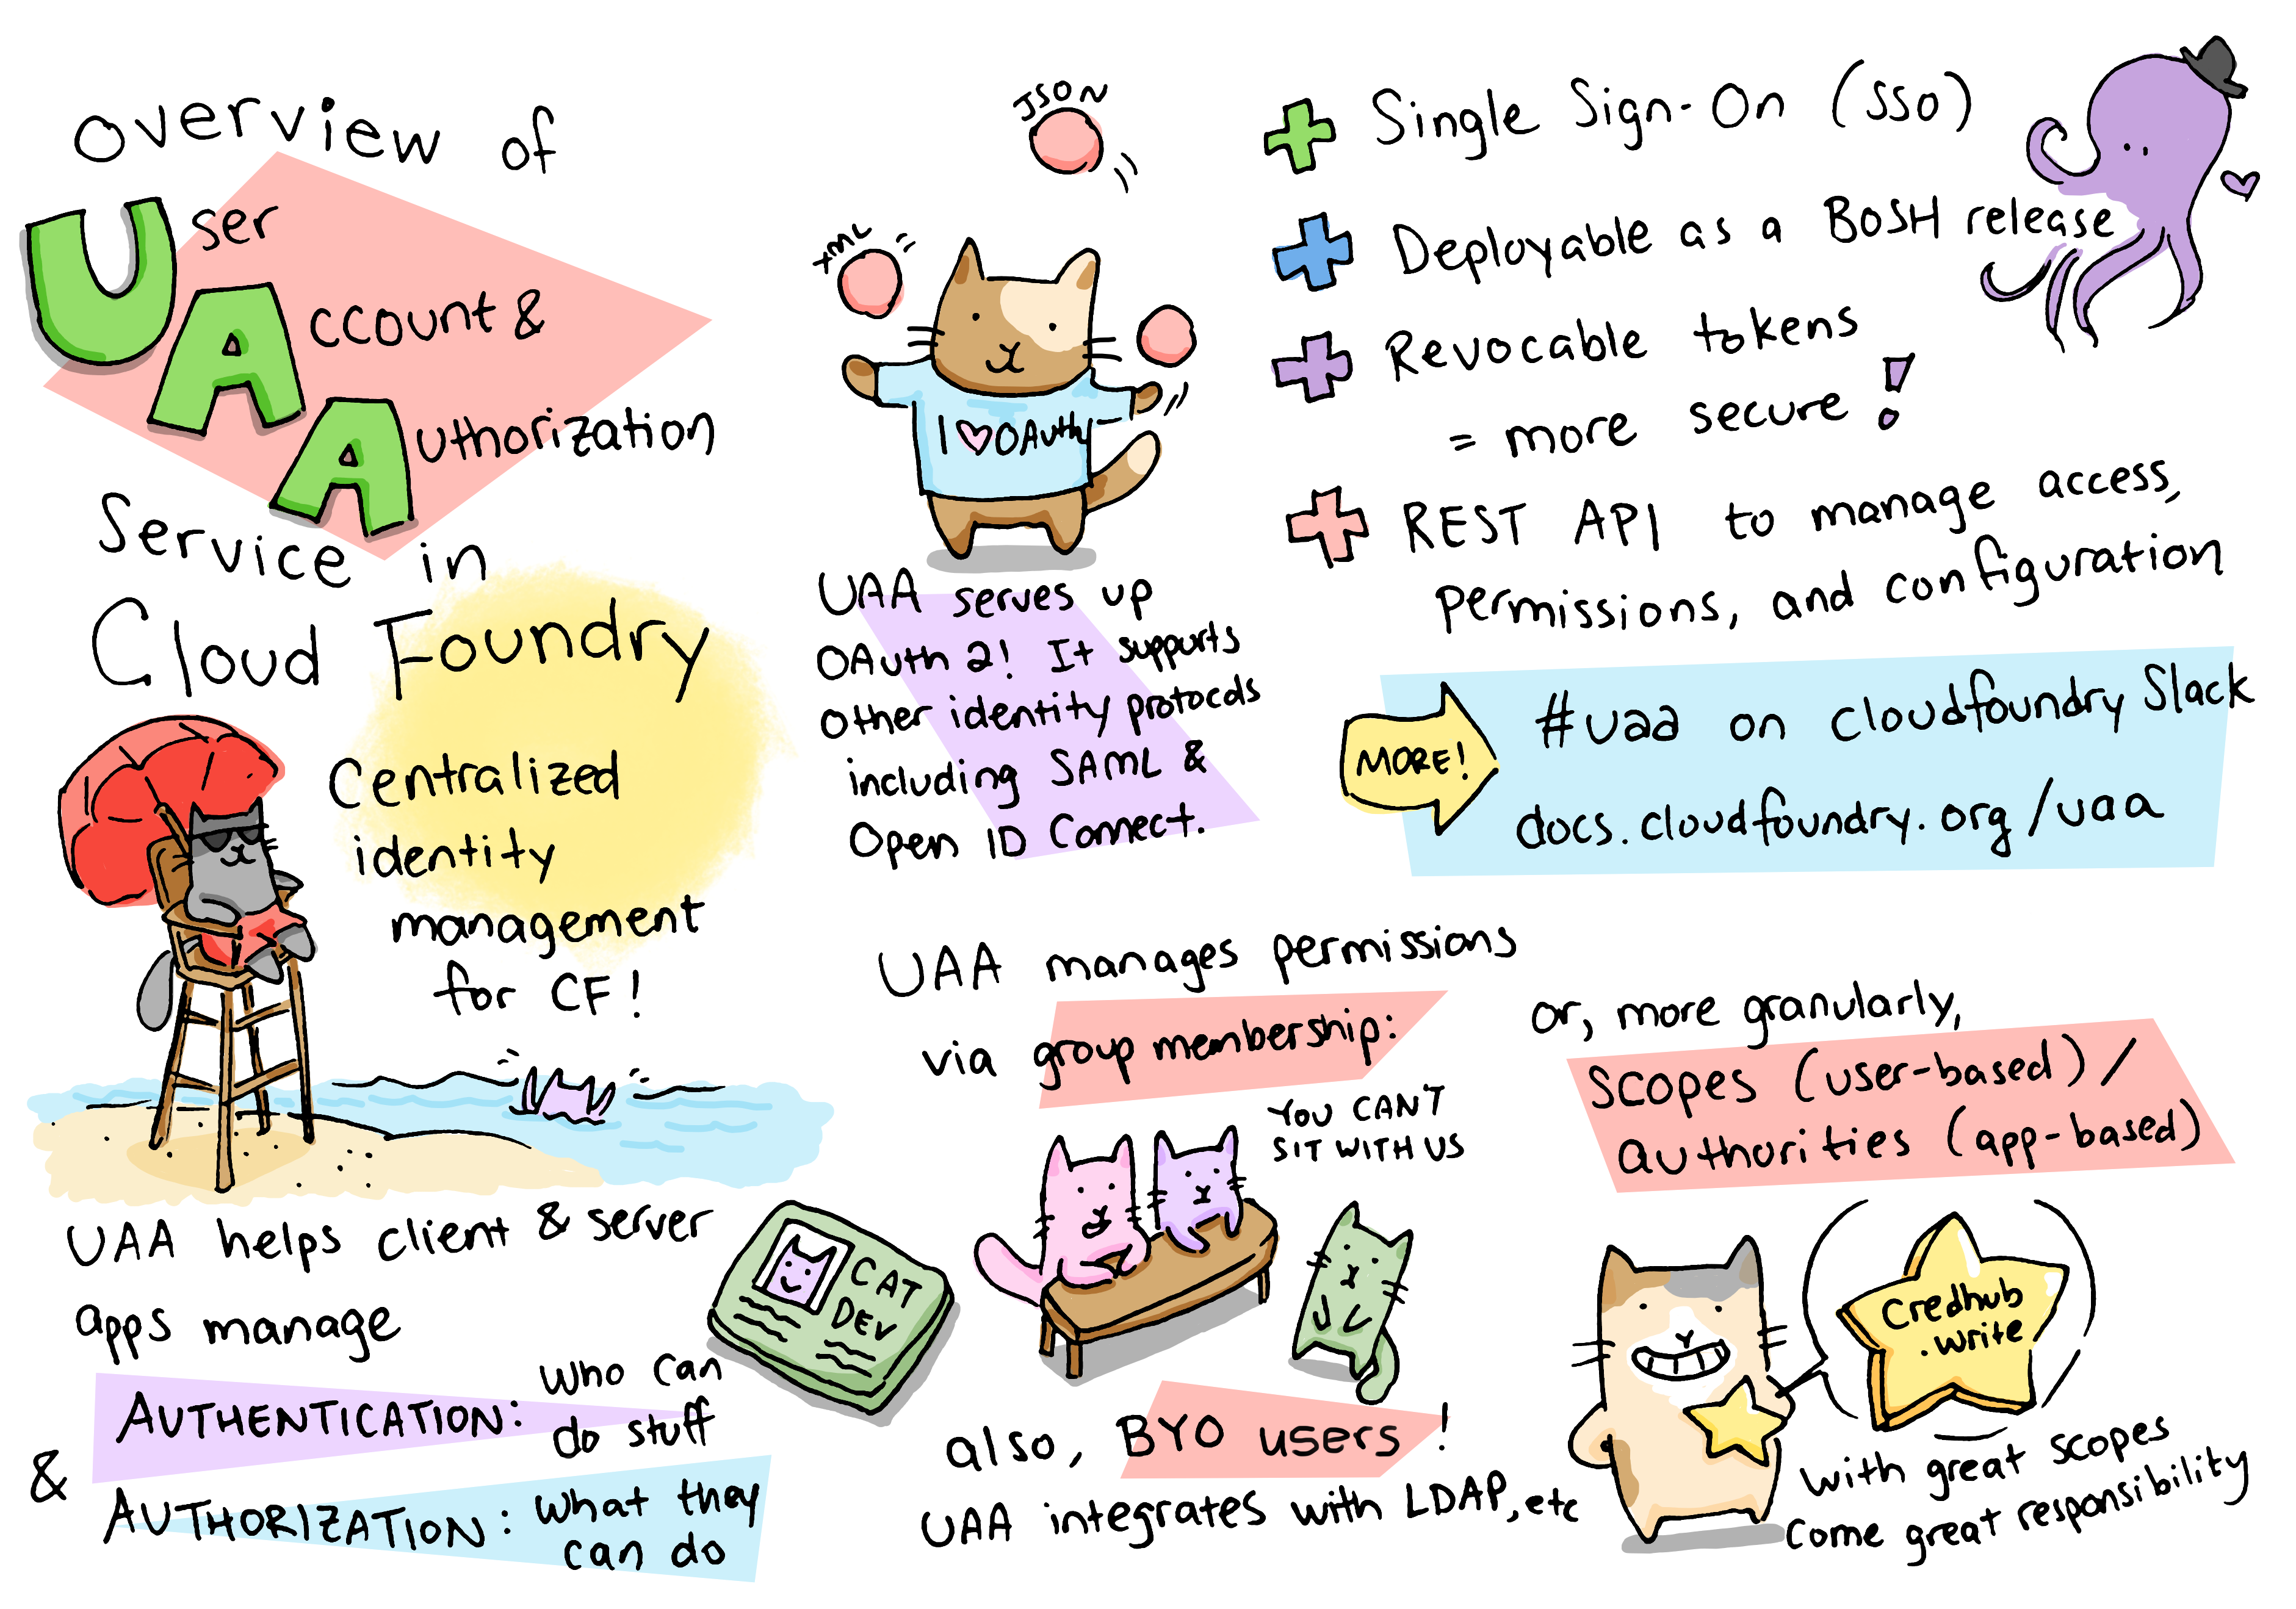 overview of
User
Account &
Authorization
Service in
Cloud Foundry
Centralized
identity
management
for CF!
UAA helps client & server
apps manage
AUTHENTICATION: who can
do stuff
& AUTHORIZATION: what they
can do
CAT
DEV
JSON
XML
I ♥ OAuth
UAA serves up
OAuth 2! It supports
other identity protocols
including SAML &
Open ID Connect.
Single Sign-On (SSO)
Deployable as a BOSH release
Revocable tokens
= more secure!
REST API to manage access,
permissions, and configuration
MORE!
#uaa on cloudfoundry Slack
docs.cloudfoundry.org/uaa
UAA manages permissions
via group membership:
YOU CAN'T
SIT WITH US
also, BYO users!
UAA integrates with LDAP, etc
or, more granularly,
scopes (user-based) /
authorities (app-based)
Credhub
.write
with great scopes
come great responsibility